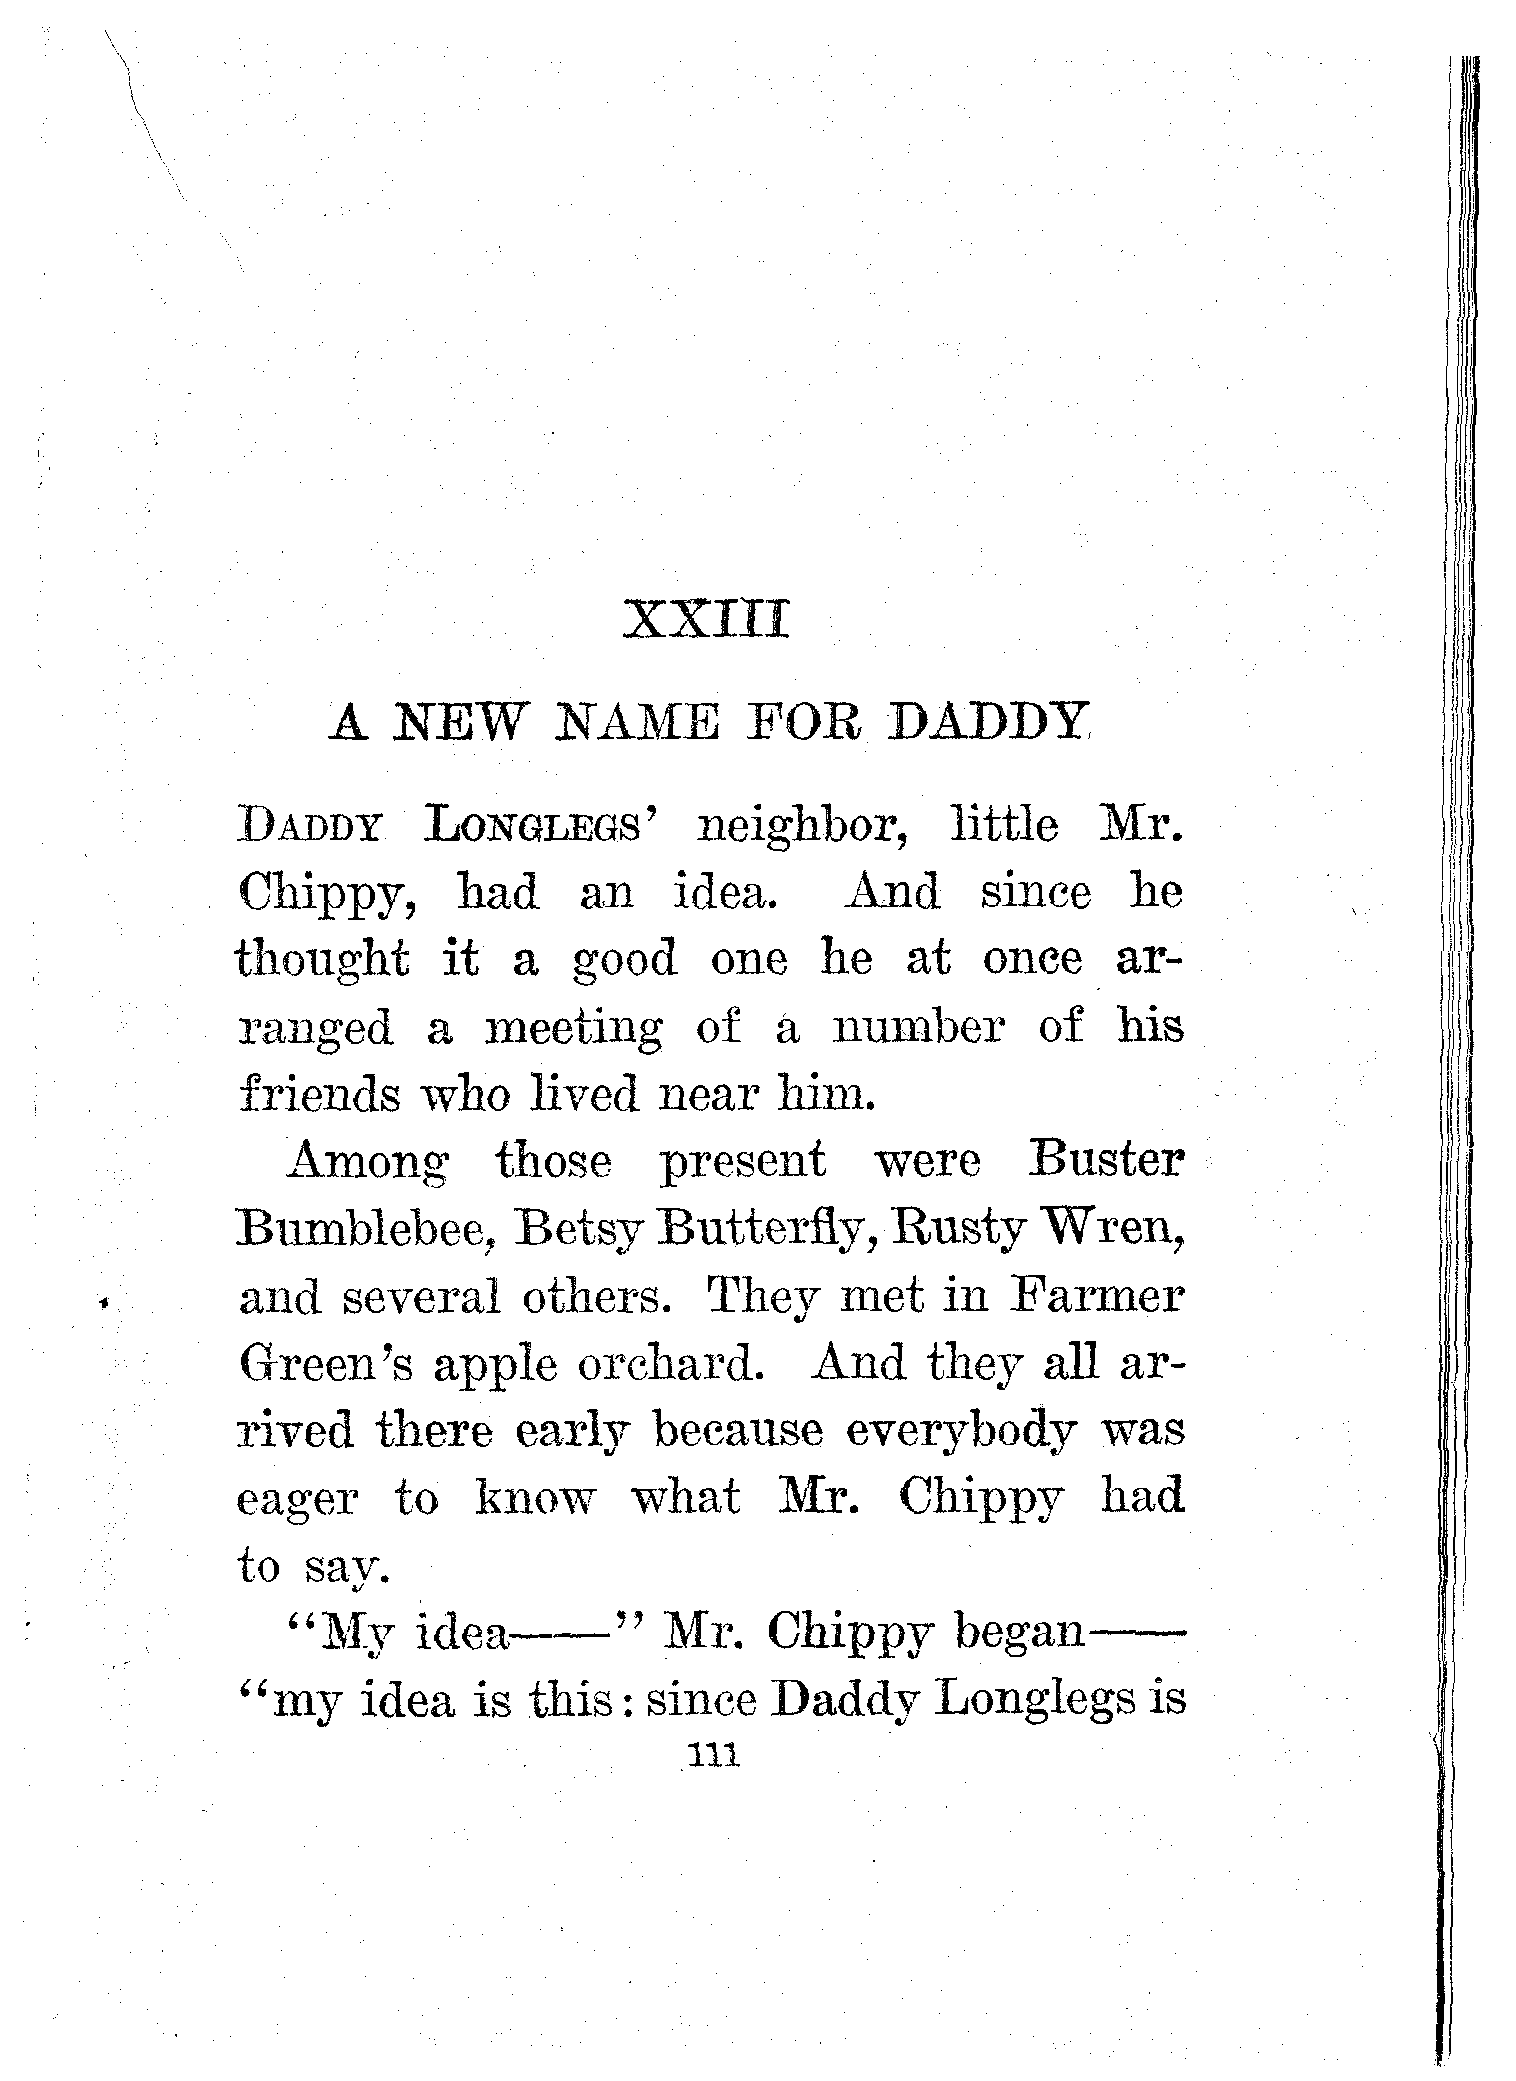 XXIII
A NEW NAME FOR DADDY
DADDY LONGLEGS’ neighbor, little Mr.
Chippy, had an idea. And since he
thought it a good one he at once ar-
ranged a meeting of a number of his
friends who lived near him.
Among those present were Buster
Bumblebee, Betsy Butterfly, Rusty Wren,
and several others. They met in Farmer
Green’s apple orchard. And they all ar-
rived there early because everybody was
eager to know what Mr. Chippy had
to say.
“My idea——” Mr. Chippy began——
“my idea is this: since Daddy Longlegs is
111